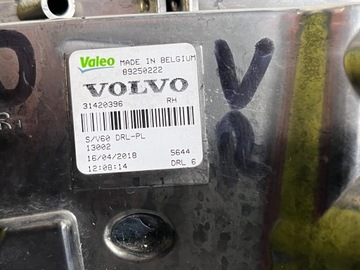 Valeo MADE IN BELGIUM
89250222
VOLVO
31420396 RH
S/V60 DRL-PL
13002 5644
16/04/2018
12:08:14 DRL 6
V